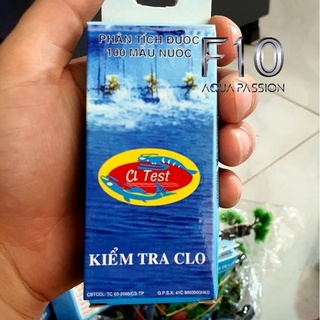 PHÂN TÍCH ĐƯỢC
100 MẪU NƯỚC
F10
AQUA PASSION
Cl Test
KIỂM TRA CLO